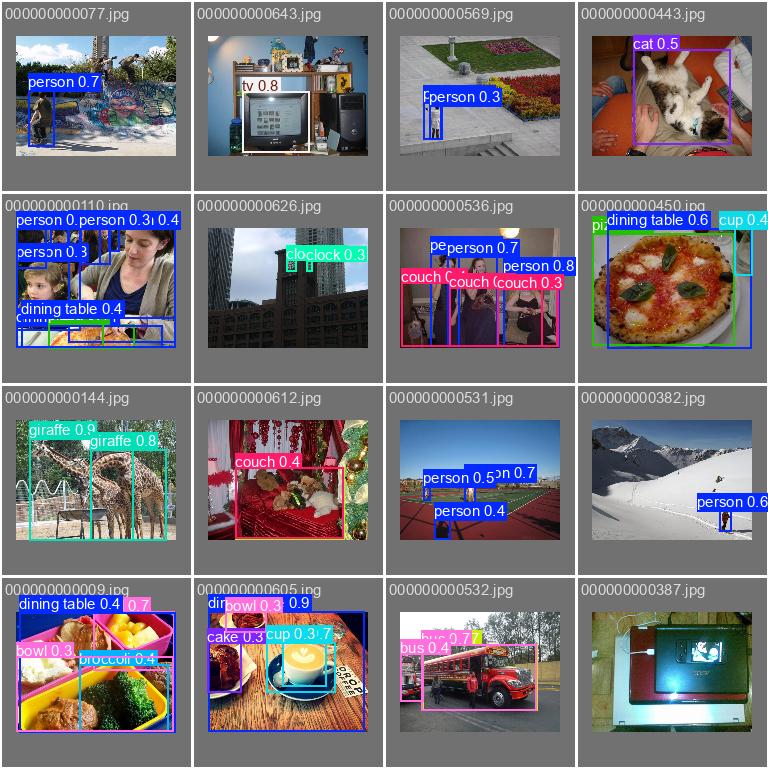 000000000077.jpg
000000000643.jpg
000000000569.jpg
000000000443.jpg
person 0.7
tv 0.8
person 0.3
cat 0.5
000000000110.jpg
000000000626.jpg
000000000536.jpg
000000000450.jpg
person 0.
person 0.3
0.4
person 0.3
dining table 0.4
clock 0.3
person 0.7
person 0.8
couch
couch
couch 0.3
dining table 0.6
cup 0.4
000000000144.jpg
000000000612.jpg
000000000531.jpg
000000000382.jpg
giraffe 0.9
giraffe 0.8
couch 0.4
person 0.5
on 0.7
person 0.4
person 0.6
000000000009.jpg
000000000605.jpg
000000000532.jpg
000000000387.jpg
dining table 0.4
0.7
bowl 0.3
broccoli 0.4
bowl 0.3
0.9
cake 0.3
cup 0.3
.7
DROP
COFFEE
bus 0.7
7
bus 0.4